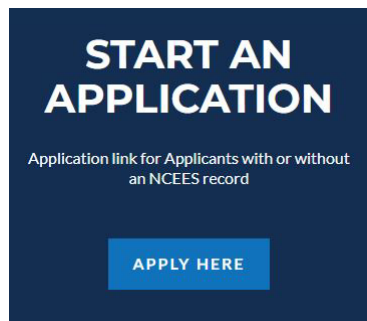 START AN
APPLICATION
Application link for Applicants with or without
an NCEES record
APPLY HERE